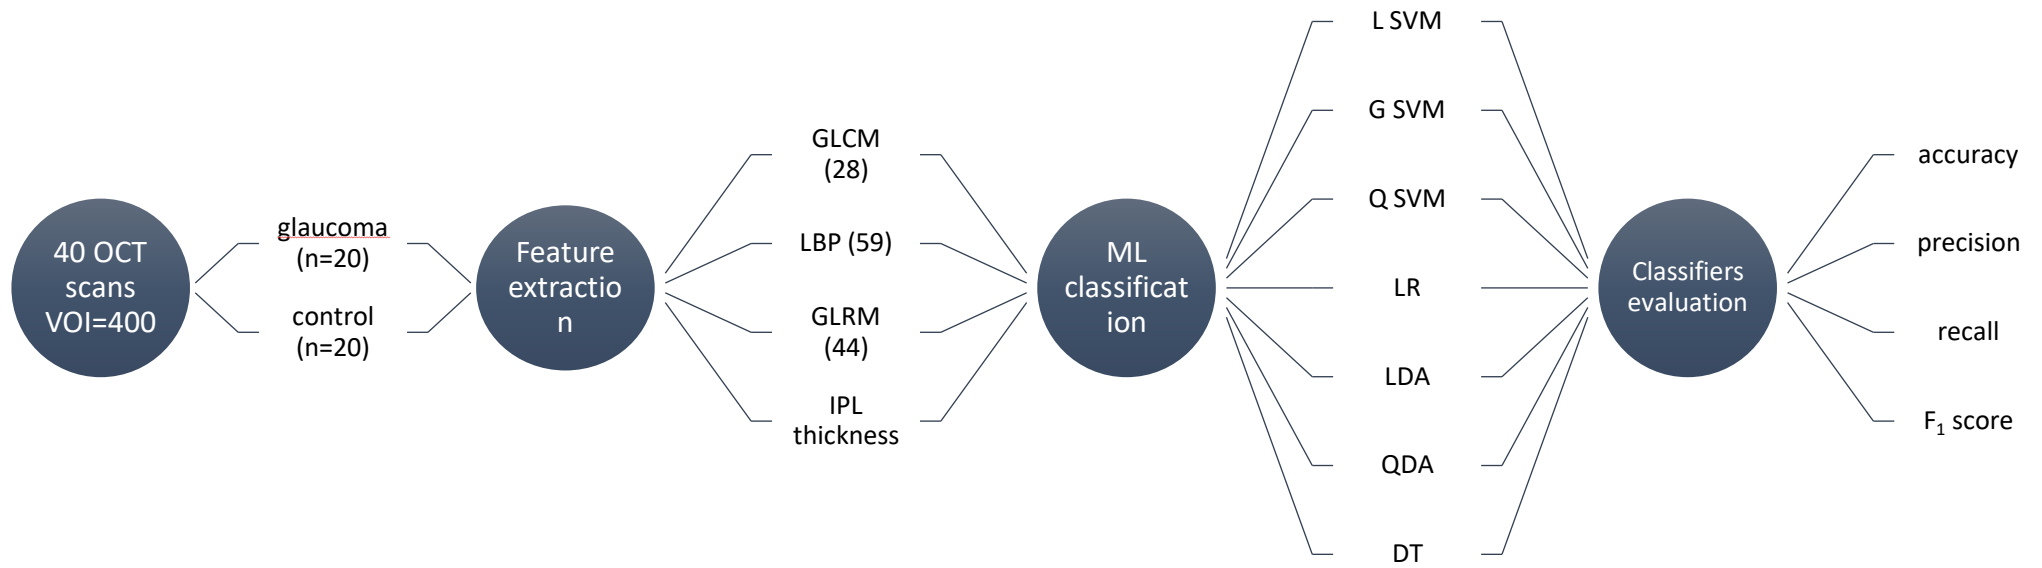 40 OCT
scans
VOI=400
glaucoma
(n=20)
control
(n=20)
Feature
extractio
n
GLCM
(28)
LBP (59)
GLRM
(44)
IPL
thickness
ML
classificat
ion
L SVM
G SVM
Q SVM
LR
LDA
QDA
DT
Classifiers
evaluation
accuracy
precision
recall
F₁ score